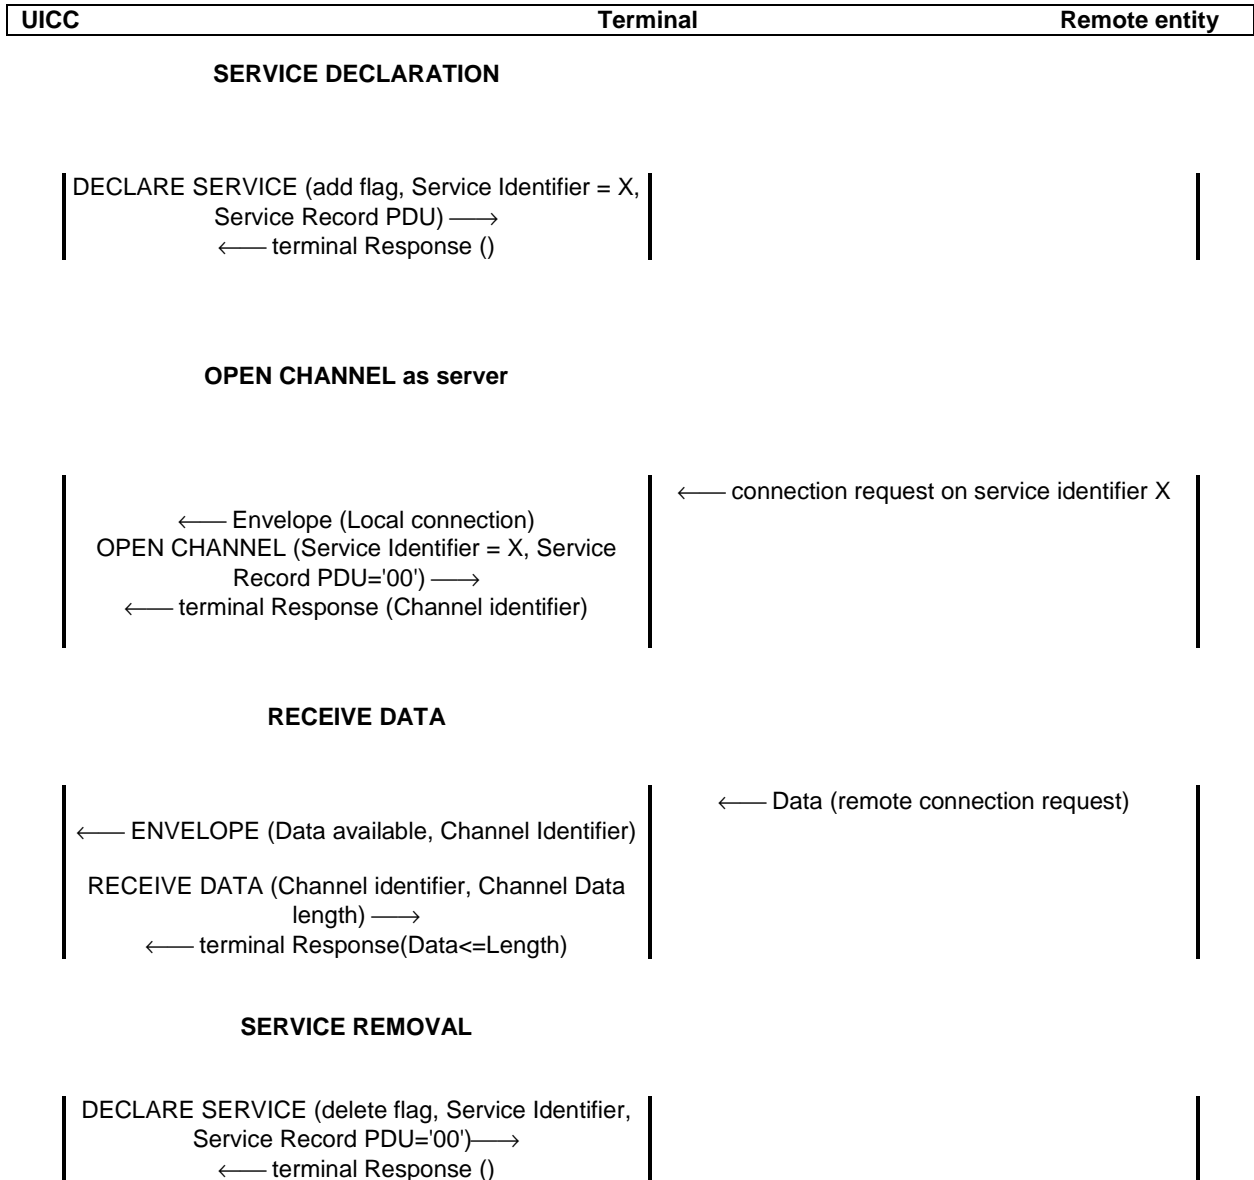 UICC Terminal Remote entity
SERVICE DECLARATION
DECLARE SERVICE (add flag, Service Identifier = X,
Service Record PDU) ⟶
⟵ terminal Response ()
OPEN CHANNEL as server
⟵ connection request on service identifier X
⟵ Envelope (Local connection)
OPEN CHANNEL (Service Identifier = X, Service
Record PDU='00') ⟶
⟵ terminal Response (Channel identifier)
RECEIVE DATA
⟵ Data (remote connection request)
⟵ ENVELOPE (Data available, Channel Identifier)
RECEIVE DATA (Channel identifier, Channel Data
length) ⟶
⟵ terminal Response(Data<=Length)
SERVICE REMOVAL
DECLARE SERVICE (delete flag, Service Identifier,
Service Record PDU='00')⟶
⟵ terminal Response ()